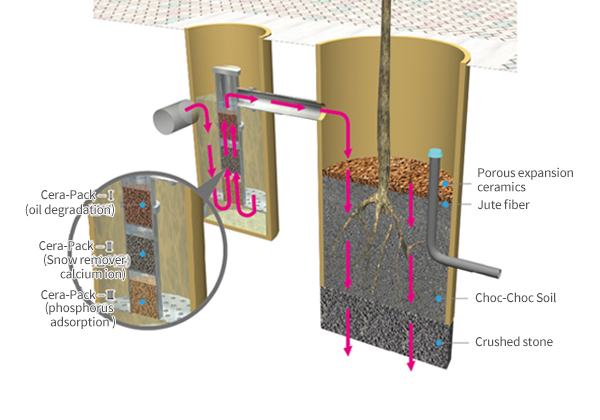 Porous expansion
ceramics
Jute fiber
Cera-Pack-Ⅰ
(oil degradation)
Cera-Pack-Ⅱ
(Snow remover,
calcium ion)
Cera-Pack-Ⅲ
(phosphorus
adsorption )
Choc-Choc Soil
Crushed stone